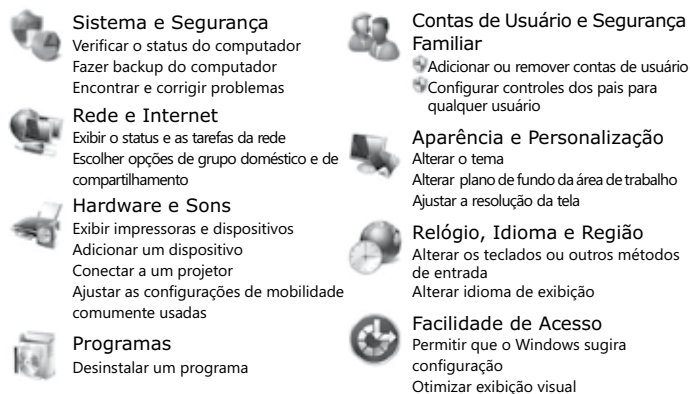 Sistema e Segurança
Verificar o status do computador
Fazer backup do computador
Encontrar e corrigir problemas
Rede e Internet
Exibir o status e as tarefas da rede
Escolher opções de grupo doméstico e de
compartilhamento
Hardware e Sons
Exibir impressoras e dispositivos
Adicionar um dispositivo
Conectar a um projetor
Ajustar as configurações de mobilidade
comumente usadas
Programas
Desinstalar um programa
Contas de Usuário e Segurança
Familiar
Adicionar ou remover contas de usuário
Configurar controles dos pais para
qualquer usuário
Aparência e Personalização
Alterar o tema
Alterar plano de fundo da área de trabalho
Ajustar a resolução da tela
Relógio, Idioma e Região
Alterar os teclados ou outros métodos
de entrada
Alterar idioma de exibição
Facilidade de Acesso
Permitir que o Windows sugira
configuração
Otimizar exibição visual